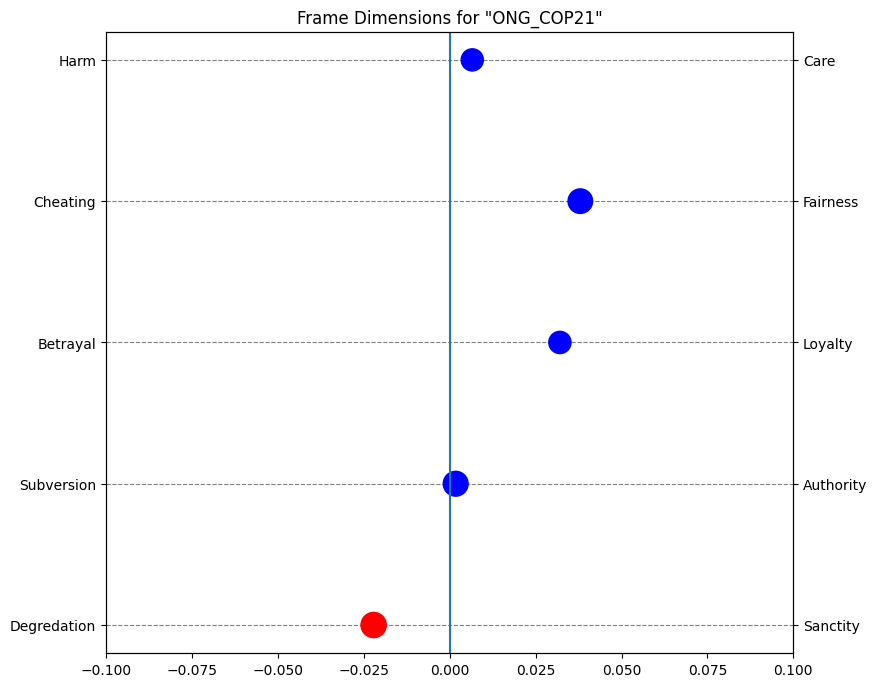 Frame Dimensions for "ONG_COP21"
Harm
Care
Cheating
Fairness
Betrayal
Loyalty
Subversion
Authority
Degredation
Sanctity
−0.100 −0.075 −0.050 −0.025 0.000 0.025 0.050 0.075 0.100